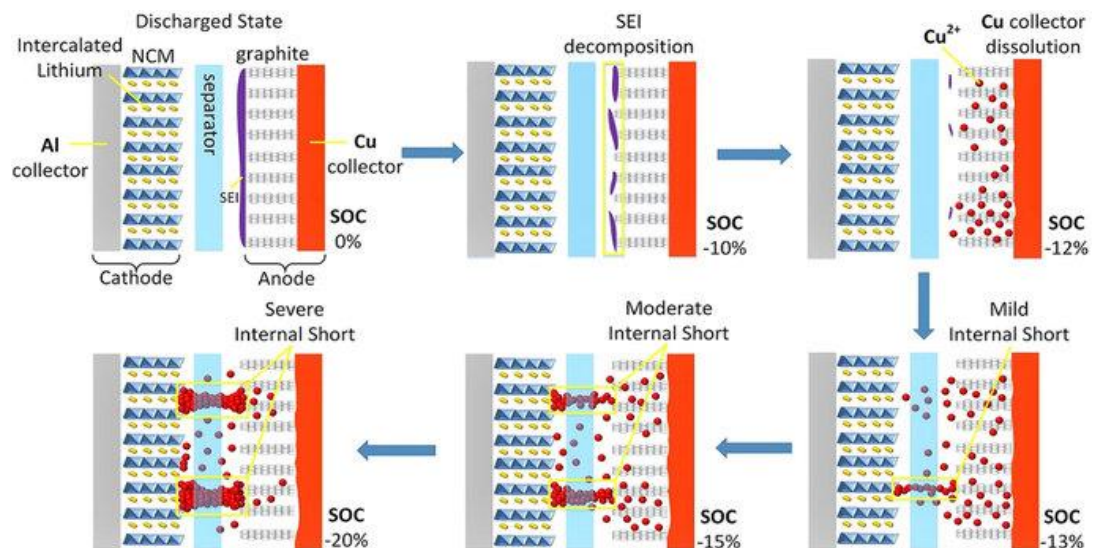 Discharged State
Intercalated
Lithium
NCM
graphite
separator
Al
collector
Cu
collector
SEI
SOC
0%
Cathode
Anode
SEI
decomposition
SOC
-10%
Cu²⁺
Cu collector
dissolution
SOC
-12%
Severe
Internal Short
SOC
-20%
Moderate
Internal Short
SOC
-15%
Mild
Internal Short
SOC
-13%